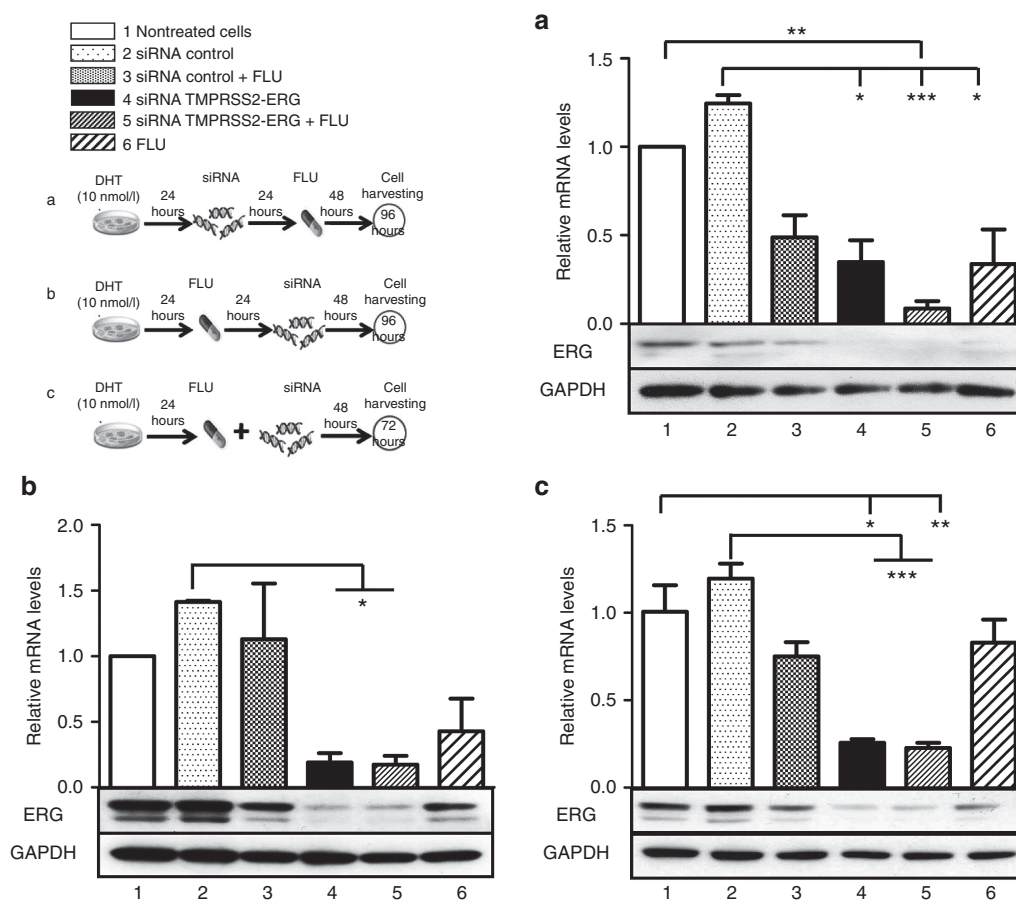 1 Nontreated cells
2 siRNA control
3 siRNA control + FLU
4 siRNA TMPRSS2-ERG
5 siRNA TMPRSS2-ERG + FLU
6 FLU
a
DHT
(10 nmol/l)
24
hours
siRNA
24
hours
FLU
48
hours
Cell
harvesting
96
hours
b
DHT
(10 nmol/l)
24
hours
FLU
24
hours
siRNA
48
hours
Cell
harvesting
96
hours
c
DHT
(10 nmol/l)
24
hours
FLU
+
siRNA
48
hours
Cell
harvesting
72
hours
a
Relative mRNA levels
1.5
1.0
0.5
0.0
**
* *** *
ERG
GAPDH
1 2 3 4 5 6
b
Relative mRNA levels
2.0
1.5
1.0
0.5
0.0
*
ERG
GAPDH
1 2 3 4 5 6
c
Relative mRNA levels
1.5
1.0
0.5
0.0
* **
***
ERG
GAPDH
1 2 3 4 5 6